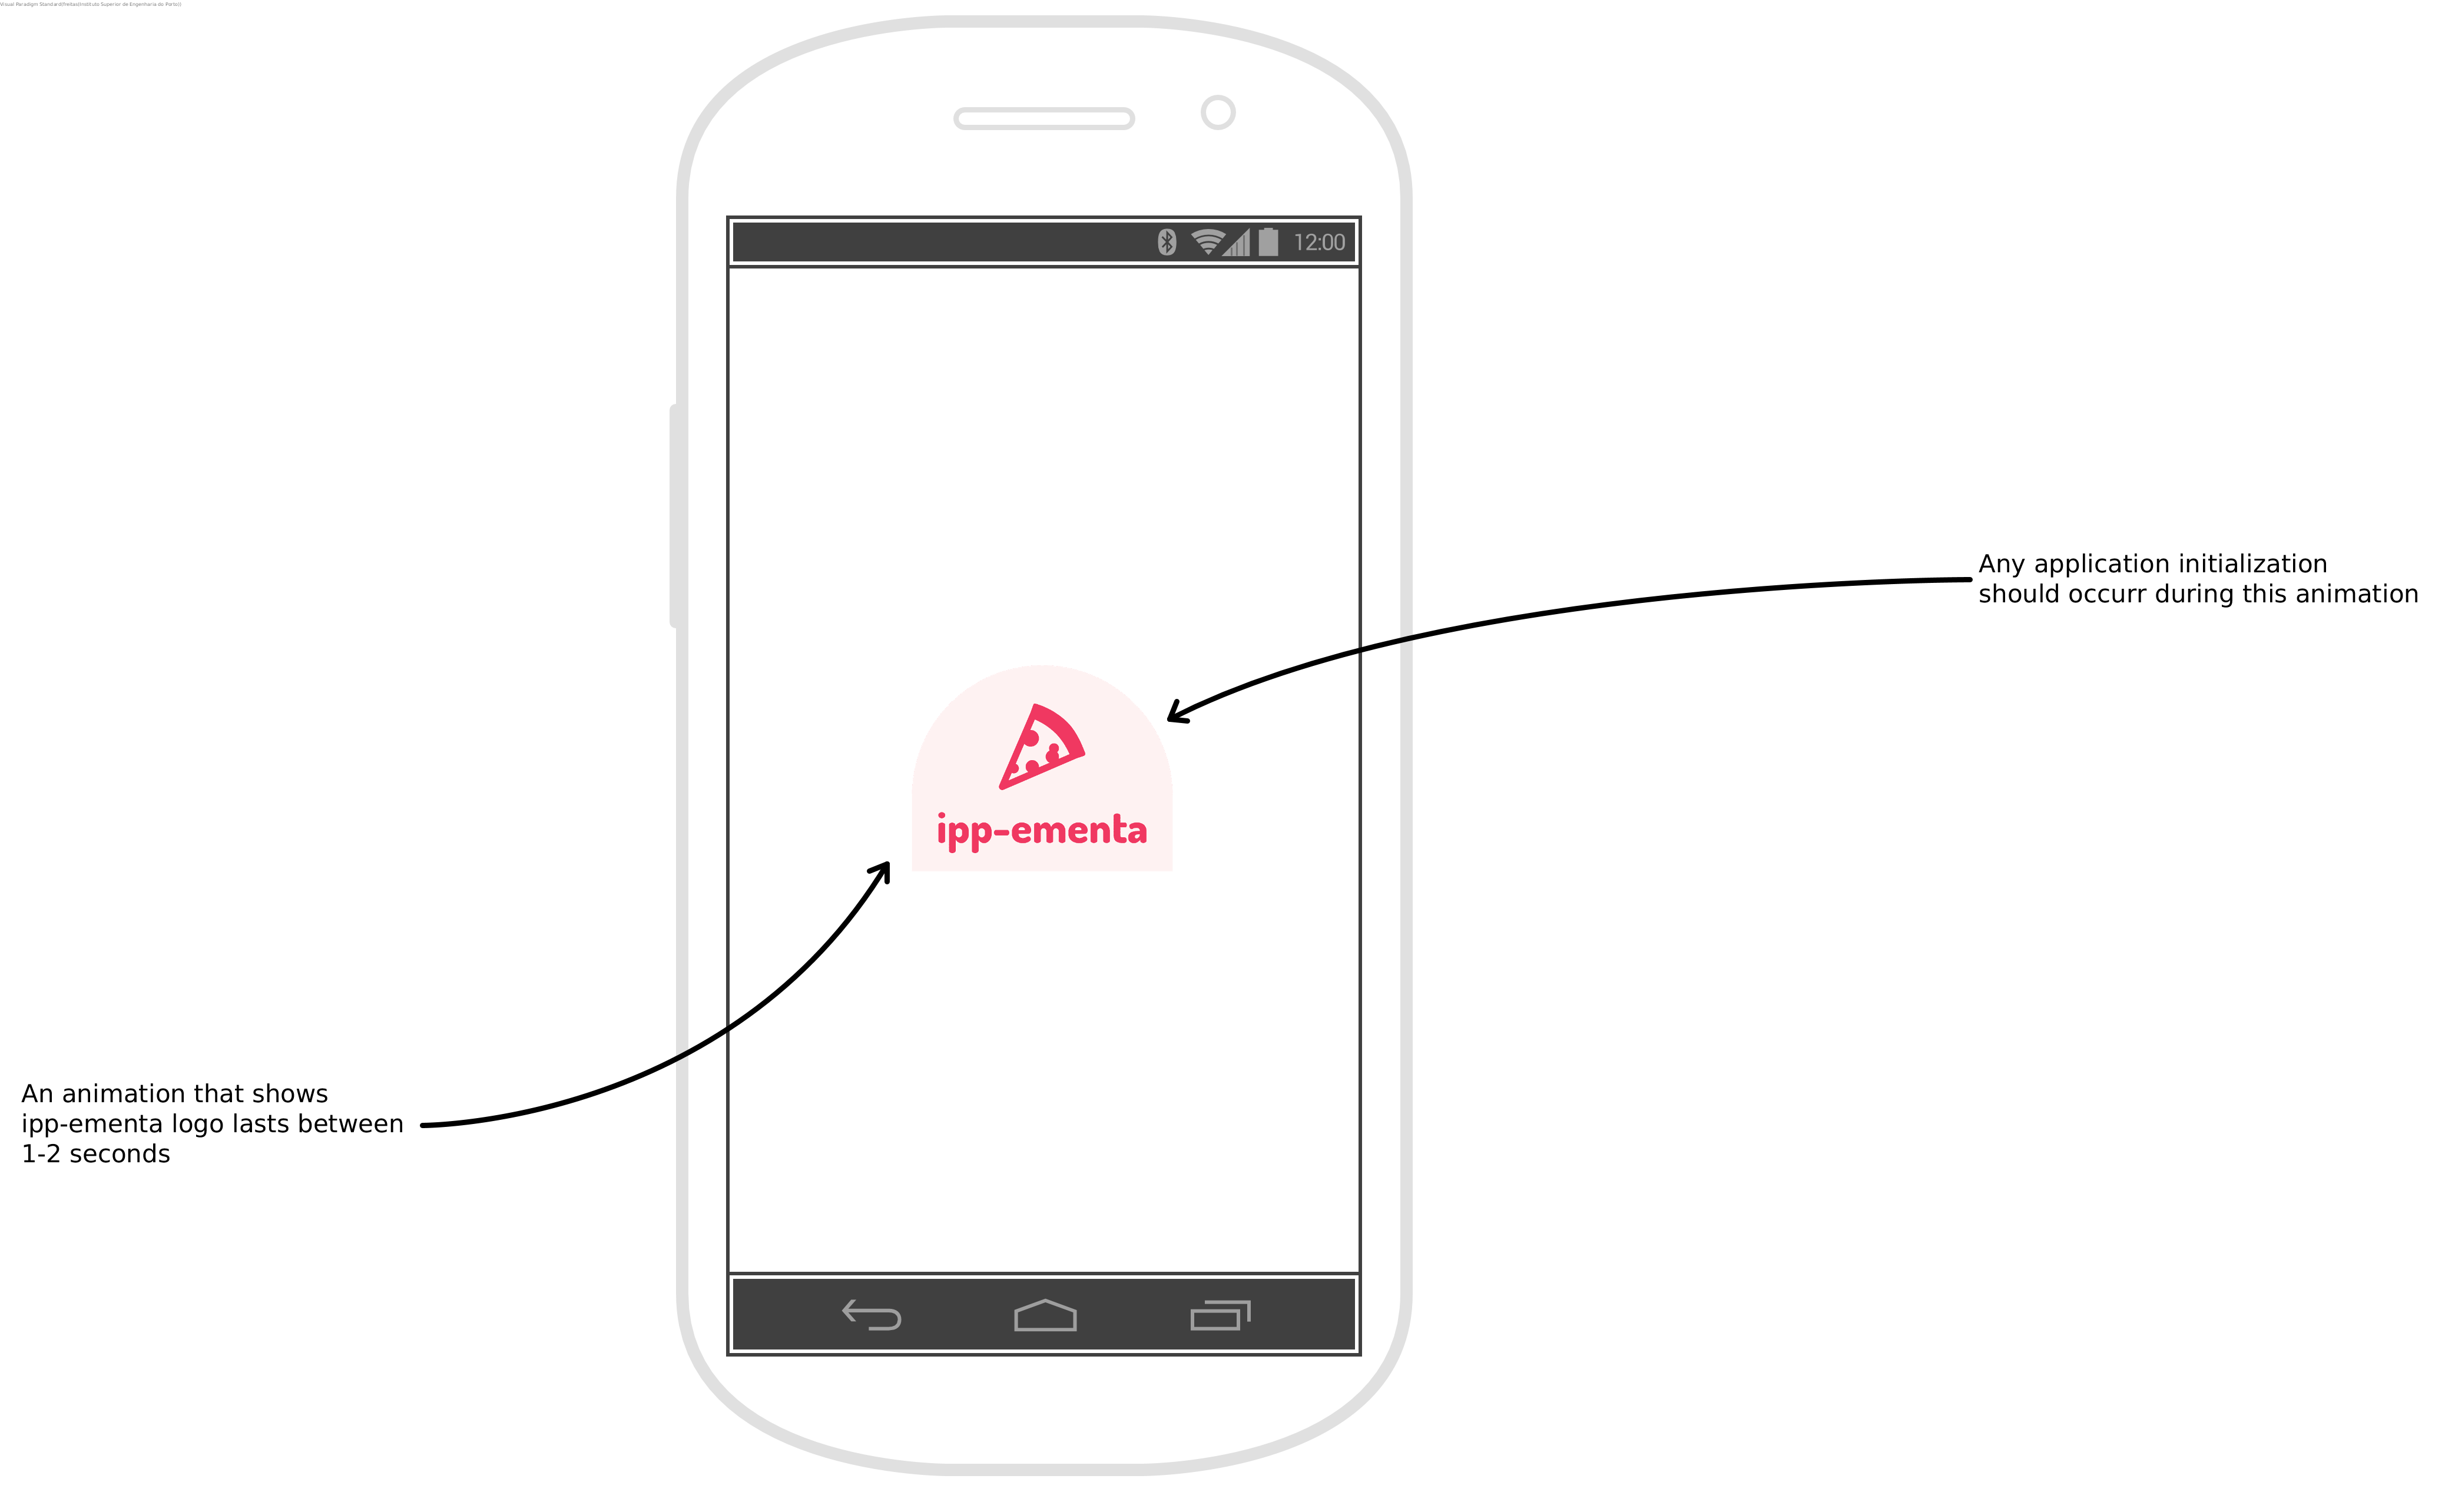 Visual Paradigm Standard(freitas(Instituto Superior de Engenharia do Porto))
12:00
Any application initialization
should occurr during this animation
ipp-ementa
An animation that shows
ipp-ementa logo lasts between
1-2 seconds